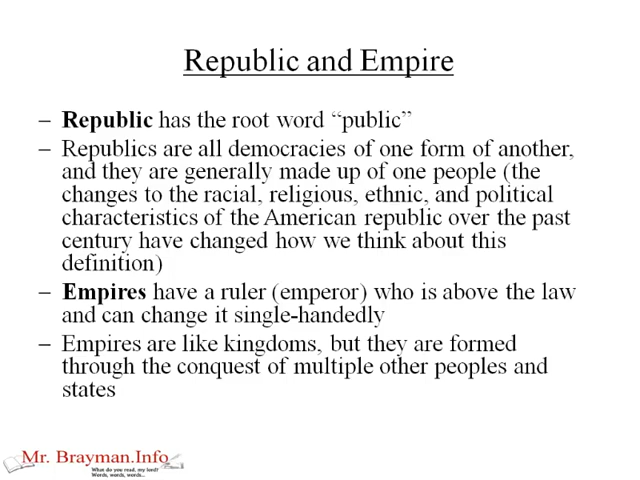 Republic and Empire
– Republic has the root word “public”
– Republics are all democracies of one form of another,
and they are generally made up of one people (the
changes to the racial, religious, ethnic, and political
characteristics of the American republic over the past
century have changed how we think about this
definition)
– Empires have a ruler (emperor) who is above the law
and can change it single-handedly
– Empires are like kingdoms, but they are formed
through the conquest of multiple other peoples and
states
Mr. Brayman.Info
What do you read, my lord?
Words, words, words...